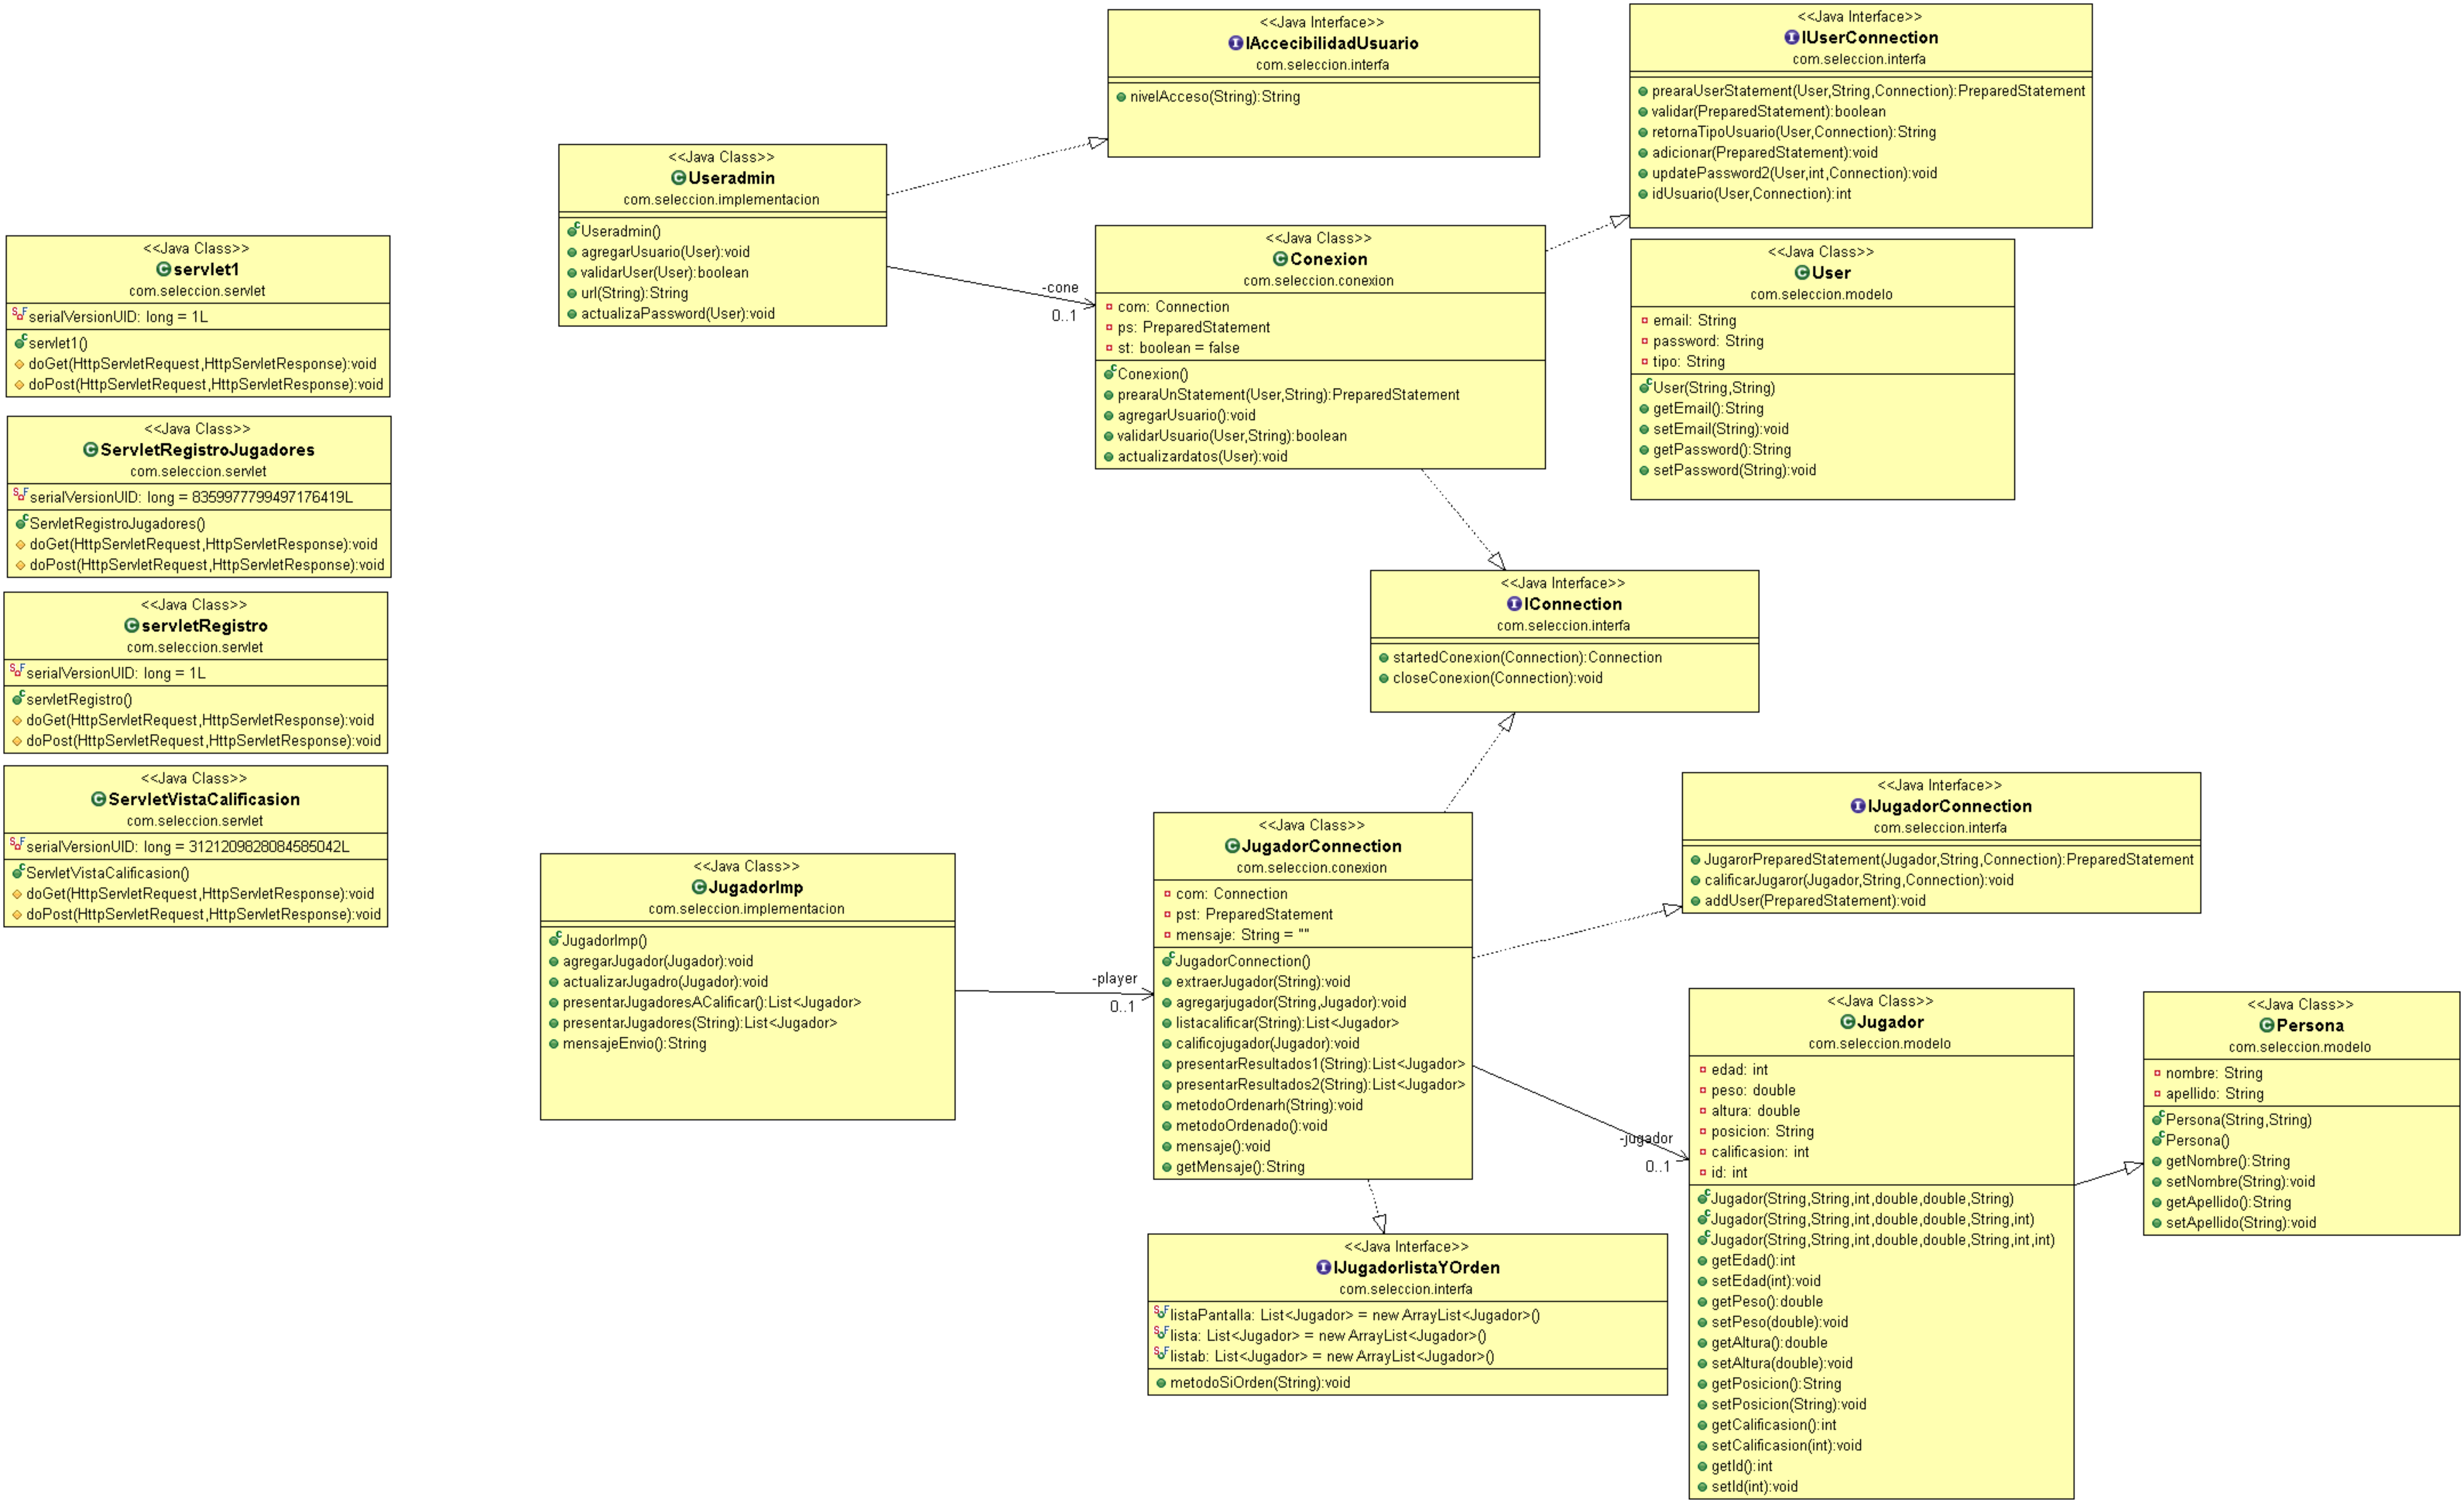 <<Java Class>>
servlet1
com.seleccion.servlet
serialVersionUID: long = 1L
servlet1()
doGet(HttpServletRequest,HttpServletResponse):void
doPost(HttpServletRequest,HttpServletResponse):void
<<Java Class>>
ServletRegistroJugadores
com.seleccion.servlet
serialVersionUID: long = 8359977799497176419L
ServletRegistroJugadores()
doGet(HttpServletRequest,HttpServletResponse):void
doPost(HttpServletRequest,HttpServletResponse):void
<<Java Class>>
servletRegistro
com.seleccion.servlet
serialVersionUID: long = 1L
servletRegistro()
doGet(HttpServletRequest,HttpServletResponse):void
doPost(HttpServletRequest,HttpServletResponse):void
<<Java Class>>
ServletVistaCalificasion
com.seleccion.servlet
serialVersionUID: long = 3121209828084585042L
ServletVistaCalificasion()
doGet(HttpServletRequest,HttpServletResponse):void
doPost(HttpServletRequest,HttpServletResponse):void
<<Java Class>>
Useradmin
com.seleccion.implementacion
Useradmin()
agregarUsuario(User):void
validarUser(User):boolean
url(String):String
actualizaPassword(User):void
<<Java Interface>>
IAccecibilidadUsuario
com.seleccion.interfa
nivelAcceso(String):String
<<Java Interface>>
IUserConnection
com.seleccion.interfa
prearaUserStatement(User,String,Connection):PreparedStatement
validar(PreparedStatement):boolean
retornaTipoUsuario(User,Connection):String
adicionar(PreparedStatement):void
updatePassword2(User,int,Connection):void
idUsuario(User,Connection):int
-cone
0..1
<<Java Class>>
Conexion
com.seleccion.conexion
com: Connection
ps: PreparedStatement
st: boolean = false
Conexion()
prearaUnStatement(User,String):PreparedStatement
agregarUsuario():void
validarUsuario(User,String):boolean
actualizardatos(User):void
<<Java Class>>
User
com.seleccion.modelo
email: String
password: String
tipo: String
User(String,String)
getEmail():String
setEmail(String):void
getPassword():String
setPassword(String):void
<<Java Interface>>
IConnection
com.seleccion.interfa
startedConexion(Connection):Connection
closeConexion(Connection):void
<<Java Class>>
JugadorImp
com.seleccion.implementacion
JugadorImp()
agregarJugador(Jugador):void
actualizarJugadro(Jugador):void
presentarJugadoresACalificar():List<Jugador>
presentarJugadores(String):List<Jugador>
mensajeEnvio():String
-player
0..1
<<Java Class>>
JugadorConnection
com.seleccion.conexion
com: Connection
pst: PreparedStatement
mensaje: String = ""
JugadorConnection()
extraerJugador(String):void
agregarjugador(String,Jugador):void
listacalificar(String):List<Jugador>
calificojugador(Jugador):void
presentarResultados1(String):List<Jugador>
presentarResultados2(String):List<Jugador>
metodoOrdenarh(String):void
metodoOrdenado():void
mensaje():void
getMensaje():String
<<Java Interface>>
IJugadorConnection
com.seleccion.interfa
JugarorPreparedStatement(Jugador,String,Connection):PreparedStatement
calificarJugaror(Jugador,String,Connection):void
addUser(PreparedStatement):void
-jugador
0..1
<<Java Class>>
Jugador
com.seleccion.modelo
edad: int
peso: double
altura: double
posicion: String
calificasion: int
id: int
Jugador(String,String,int,double,double,String)
Jugador(String,String,int,double,double,String,int)
Jugador(String,String,int,double,double,String,int,int)
getEdad():int
setEdad(int):void
getPeso():double
setPeso(double):void
getAltura():double
setAltura(double):void
getPosicion():String
setPosicion(String):void
getCalificasion():int
setCalificasion(int):void
getId():int
setId(int):void
<<Java Class>>
Persona
com.seleccion.modelo
nombre: String
apellido: String
Persona(String,String)
Persona()
getNombre():String
setNombre(String):void
getApellido():String
setApellido(String):void
<<Java Interface>>
IJugadorlistaYOrden
com.seleccion.interfa
listaPantalla: List<Jugador> = new ArrayList<Jugador>()
lista: List<Jugador> = new ArrayList<Jugador>()
listab: List<Jugador> = new ArrayList<Jugador>()
metodoSiOrden(String):void